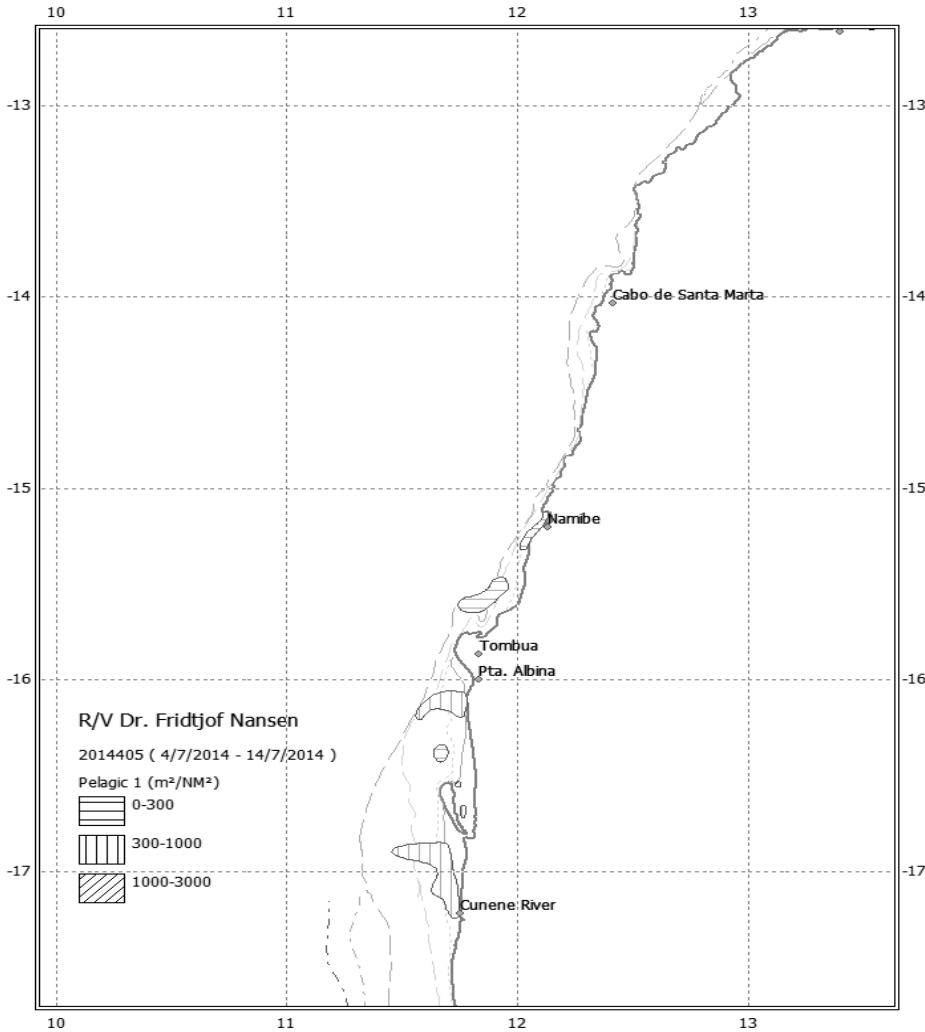 10 11 12 13
-13 -13
Cabo de Santa Marta
-14 -14
-15 -15
Namibe
Tombua
Pta. Albina
-16 -16
R/V Dr. Fridtjof Nansen
2014405 ( 4/7/2014 - 14/7/2014 )
Pelagic 1 (m²/NM²)
0-300
300-1000
1000-3000
-17 -17
Cunene River
10 11 12 13